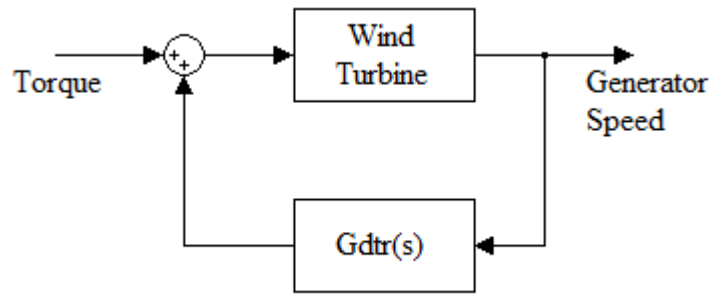 Wind
Turbine
+
+
Torque
Generator
Speed
Gdtr(s)